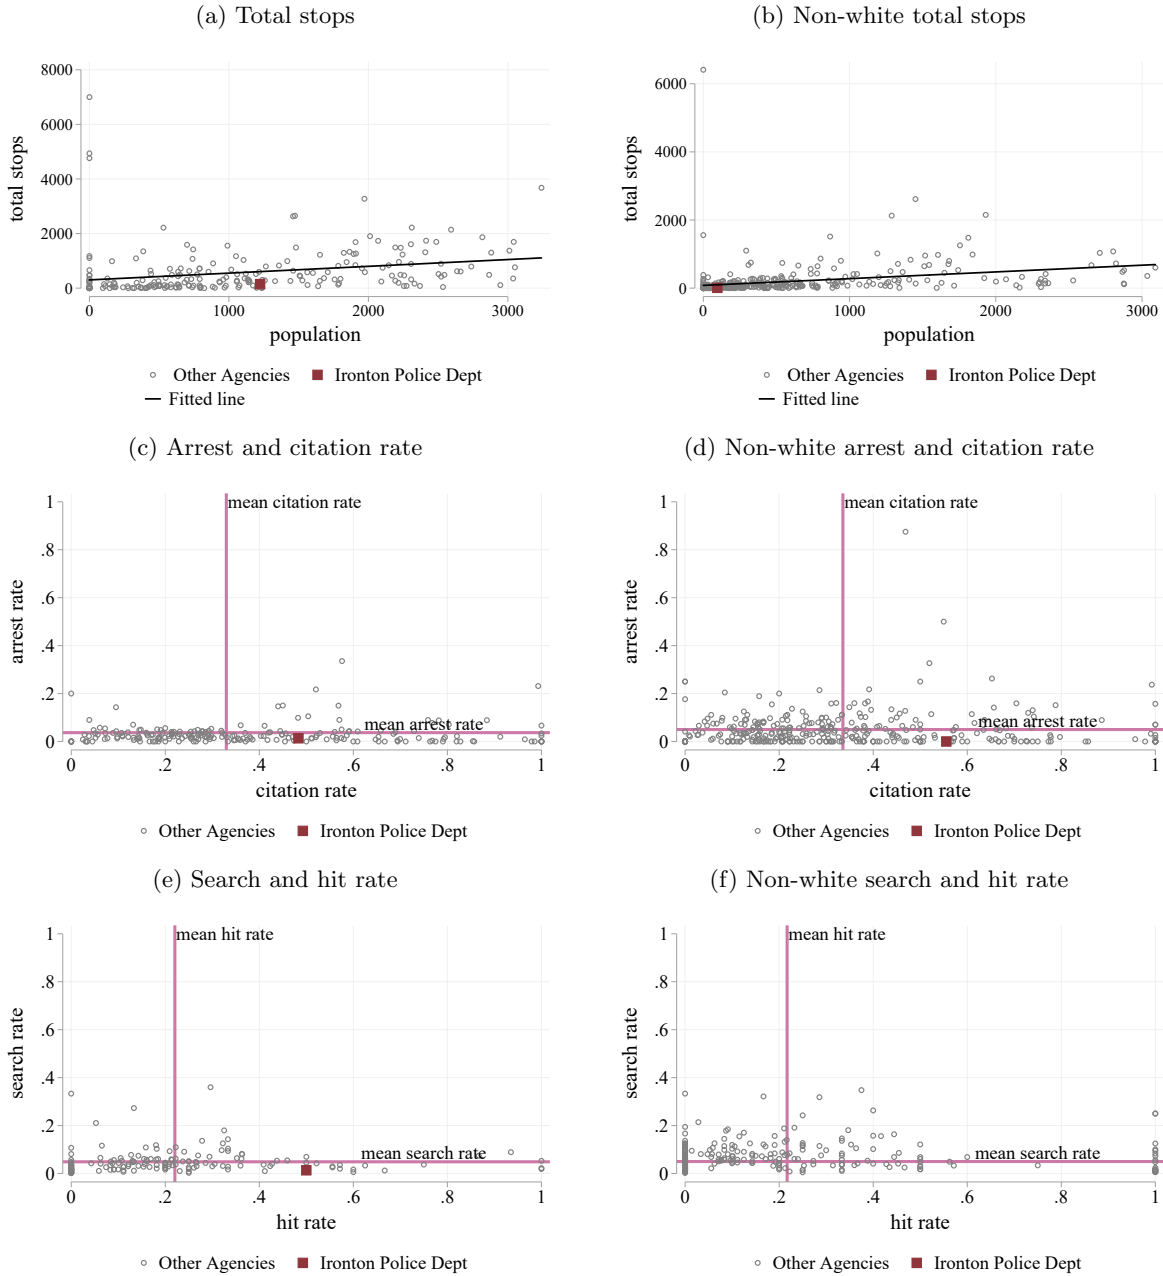 (a) Total stops
(b) Non-white total stops
8000
6000
4000
2000
0
total stops
0 1000 2000 3000
population
Other Agencies Ironton Police Dept
Fitted line
6000
4000
2000
0
total stops
0 1000 2000 3000
population
Other Agencies Ironton Police Dept
Fitted line
(c) Arrest and citation rate
(d) Non-white arrest and citation rate
1
.8
.6
.4
.2
0
arrest rate
mean citation rate
mean arrest rate
0 .2 .4 .6 .8 1
citation rate
Other Agencies Ironton Police Dept
1
.8
.6
.4
.2
0
arrest rate
mean citation rate
mean arrest rate
0 .2 .4 .6 .8 1
citation rate
Other Agencies Ironton Police Dept
(e) Search and hit rate
(f) Non-white search and hit rate
1
.8
.6
.4
.2
0
search rate
mean hit rate
mean search rate
0 .2 .4 .6 .8 1
hit rate
Other Agencies Ironton Police Dept
1
.8
.6
.4
.2
0
search rate
mean hit rate
mean search rate
0 .2 .4 .6 .8 1
hit rate
Other Agencies Ironton Police Dept